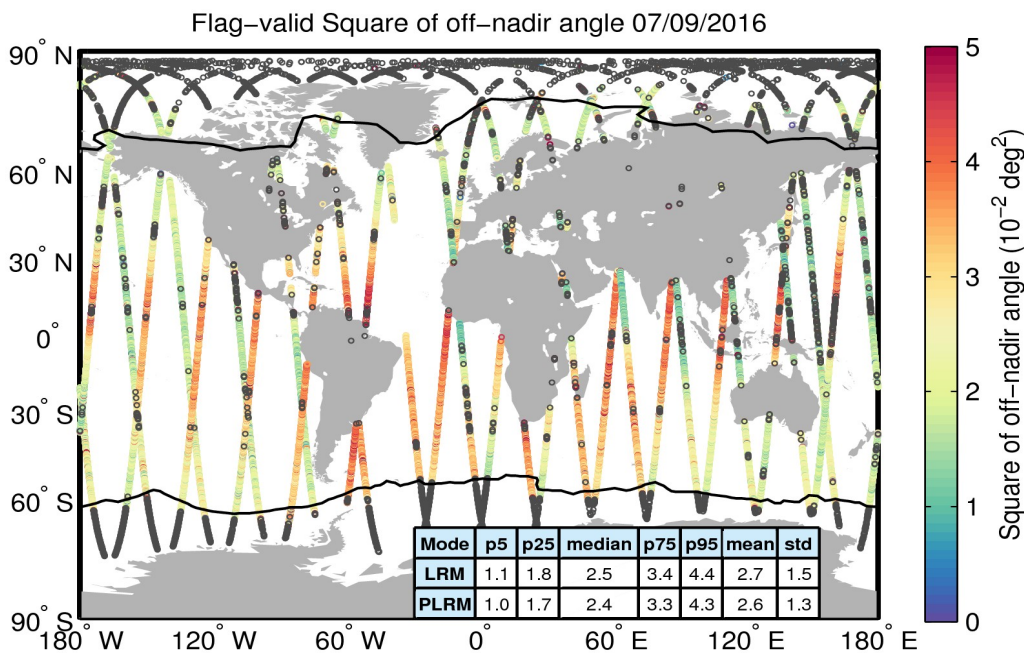 Flag−valid Square of off−nadir angle 07/09/2016
90° N
60° N
30° N
0°
30° S
60° S
90° S
180° W
120° W
60° W
0°
60° E
120° E
180° E
Mode p5 p25 median p75 p95 mean std
LRM 1.1 1.8 2.5 3.4 4.4 2.7 1.5
PLRM 1.0 1.7 2.4 3.3 4.3 2.6 1.3
5
4
3
2
1
0
Square of off−nadir angle (10⁻² deg²)